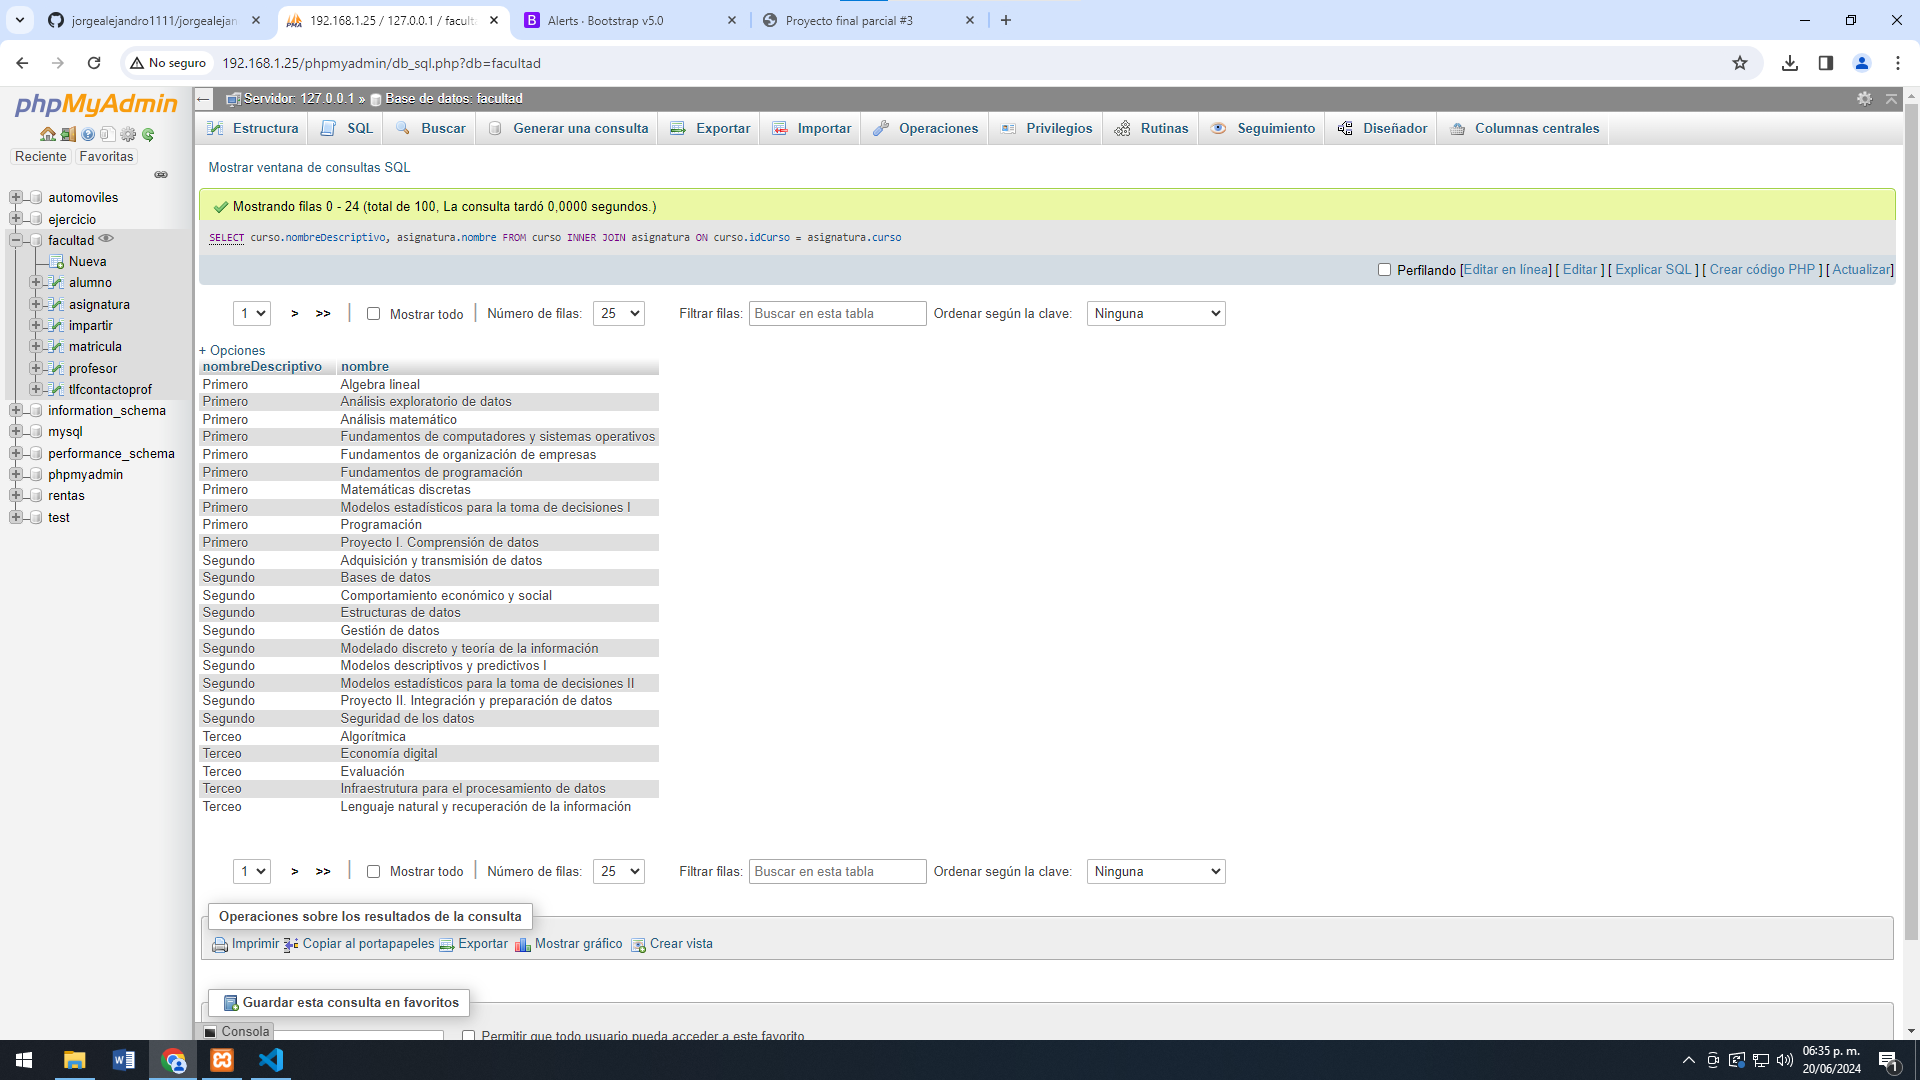 jorgealejandro1111/jorgealejan
192.168.1.25 / 127.0.0.1 / faculta
Alerts · Bootstrap v5.0
Proyecto final parcial #3
No seguro
192.168.1.25/phpmyadmin/db_sql.php?db=facultad
phpMyAdmin
Reciente
Favoritas
automoviles
ejercicio
facultad
Nueva
alumno
asignatura
impartir
matricula
profesor
tlfcontactoprof
information_schema
mysql
performance_schema
phpmyadmin
rentas
test
Servidor: 127.0.0.1 » Base de datos: facultad
Estructura
SQL
Buscar
Generar una consulta
Exportar
Importar
Operaciones
Privilegios
Rutinas
Seguimiento
Diseñador
Columnas centrales
Mostrar ventana de consultas SQL
Mostrando filas 0 - 24 (total de 100, La consulta tardó 0,0000 segundos.)
SELECT curso.nombreDescriptivo, asignatura.nombre FROM curso INNER JOIN asignatura ON curso.idCurso = asignatura.curso
Perfilando [Editar en línea] [ Editar ] [ Explicar SQL ] [ Crear código PHP ] [ Actualizar]
1 > >> | Mostrar todo | Número de filas: 25 Filtrar filas: Buscar en esta tabla Ordenar según la clave: Ninguna
+ Opciones
nombreDescriptivo nombre
Primero Algebra lineal
Primero Análisis exploratorio de datos
Primero Análisis matemático
Primero Fundamentos de computadores y sistemas operativos
Primero Fundamentos de organización de empresas
Primero Fundamentos de programación
Primero Matemáticas discretas
Primero Modelos estadísticos para la toma de decisiones I
Primero Programación
Primero Proyecto I. Comprensión de datos
Segundo Adquisición y transmisión de datos
Segundo Bases de datos
Segundo Comportamiento económico y social
Segundo Estructuras de datos
Segundo Gestión de datos
Segundo Modelado discreto y teoría de la información
Segundo Modelos descriptivos y predictivos I
Segundo Modelos estadísticos para la toma de decisiones II
Segundo Proyecto II. Integración y preparación de datos
Segundo Seguridad de los datos
Terceo Algorítmica
Terceo Economía digital
Terceo Evaluación
Terceo Infraestrutura para el procesamiento de datos
Terceo Lenguaje natural y recuperación de la información
1 > >> | Mostrar todo | Número de filas: 25 Filtrar filas: Buscar en esta tabla Ordenar según la clave: Ninguna
Operaciones sobre los resultados de la consulta
Imprimir Copiar al portapapeles Exportar Mostrar gráfico Crear vista
Guardar esta consulta en favoritos
Consola
Permitir que todo usuario pueda acceder a este favorito
06:35 p. m.
20/06/2024
1